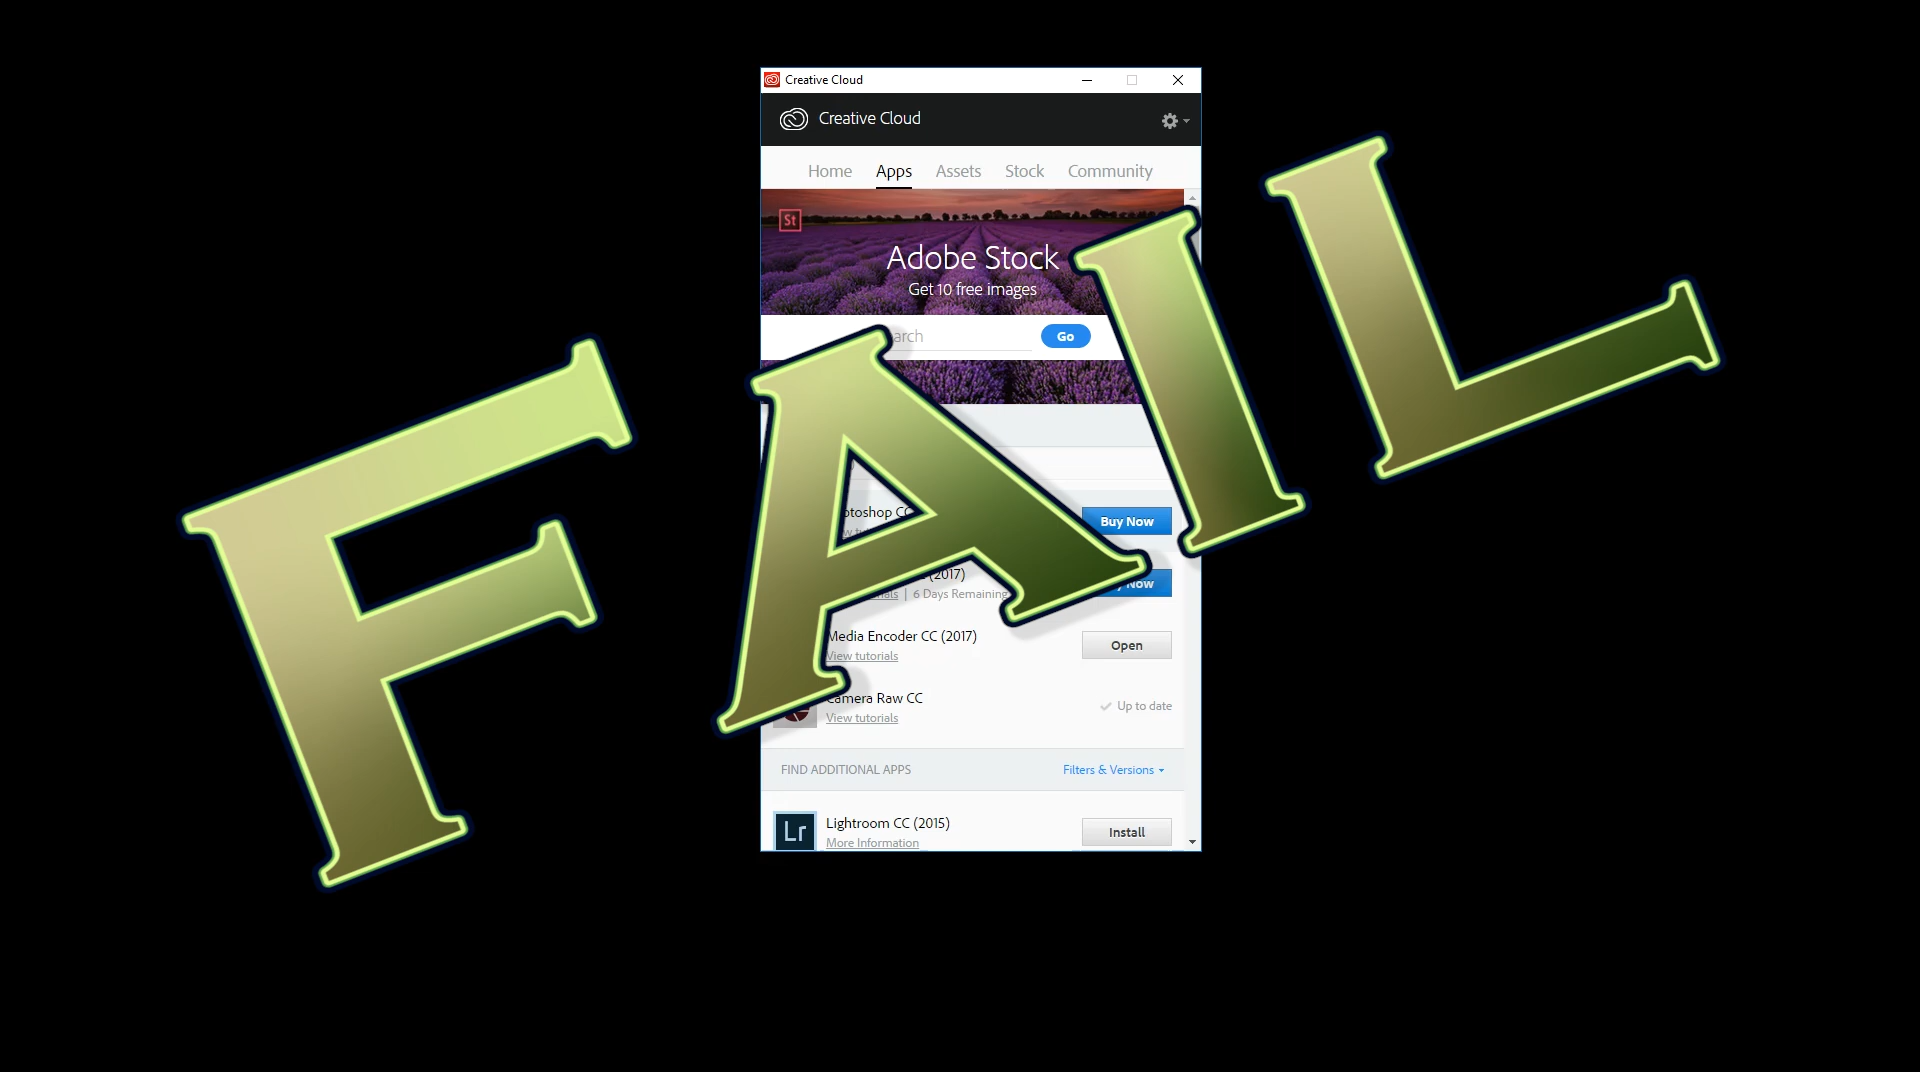 Creative Cloud
Creative Cloud
Home Apps Assets Stock Community
St
Adobe Stock
Get 10 free images
Go
FAIL
Buy Now
(2017)
6 Days Remaining
Now
Media Encoder CC (2017)
View tutorials
Open
Camera Raw CC
View tutorials
Up to date
FIND ADDITIONAL APPS
Filters & Versions
Lr
Lightroom CC (2015)
More Information
Install